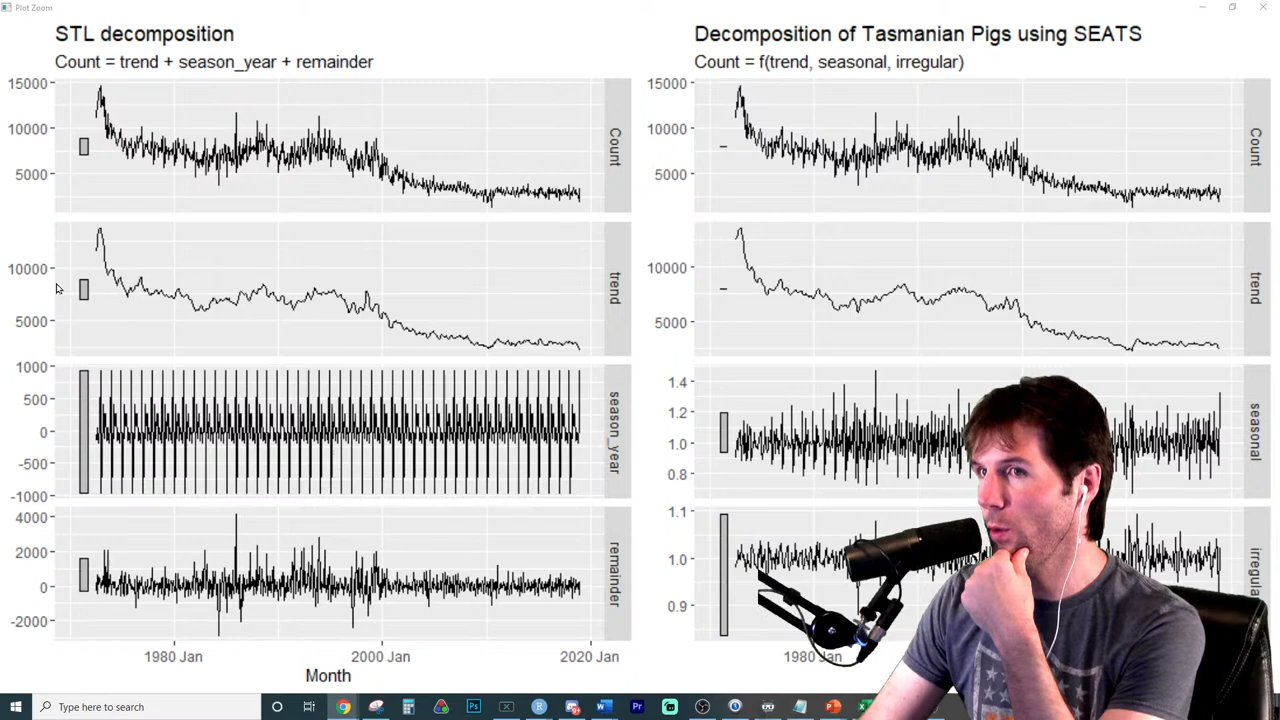 Plot Zoom
STL decomposition
Count = trend + season_year + remainder
15000
10000
5000
Count
10000
5000
trend
1000
500
0
-500
-1000
season_year
4000
2000
0
-2000
remainder
1980 Jan
2000 Jan
2020 Jan
Month
Decomposition of Tasmanian Pigs using SEATS
Count = f(trend, seasonal, irregular)
15000
10000
5000
Count
10000
5000
trend
1.4
1.2
1.0
0.8
seasonal
1.1
1.0
0.9
irregula
1980 Jan
Type here to search